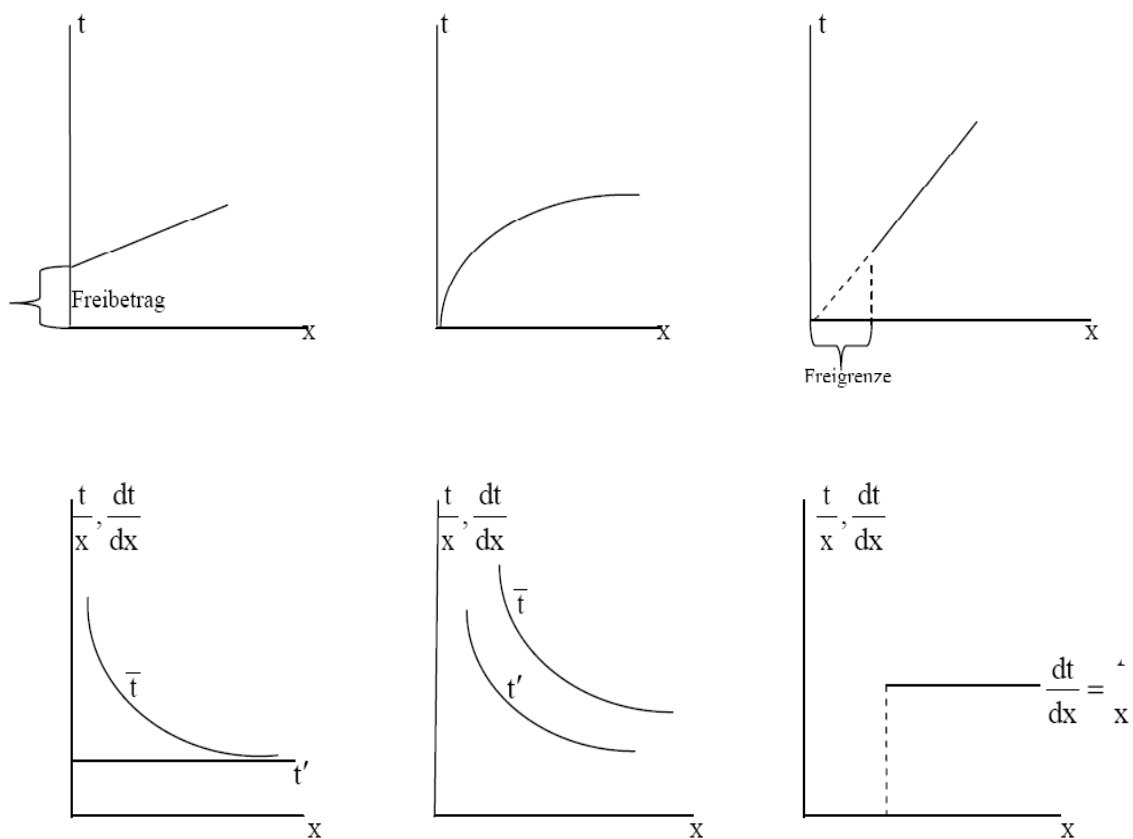 t
t
t
Freibetrag
x
x
x
Freigrenze
t/x, dt/dx
t/x, dt/dx
t/x, dt/dx
t̄
t̄
t′
t′
dt/dx =
x
x
x
x